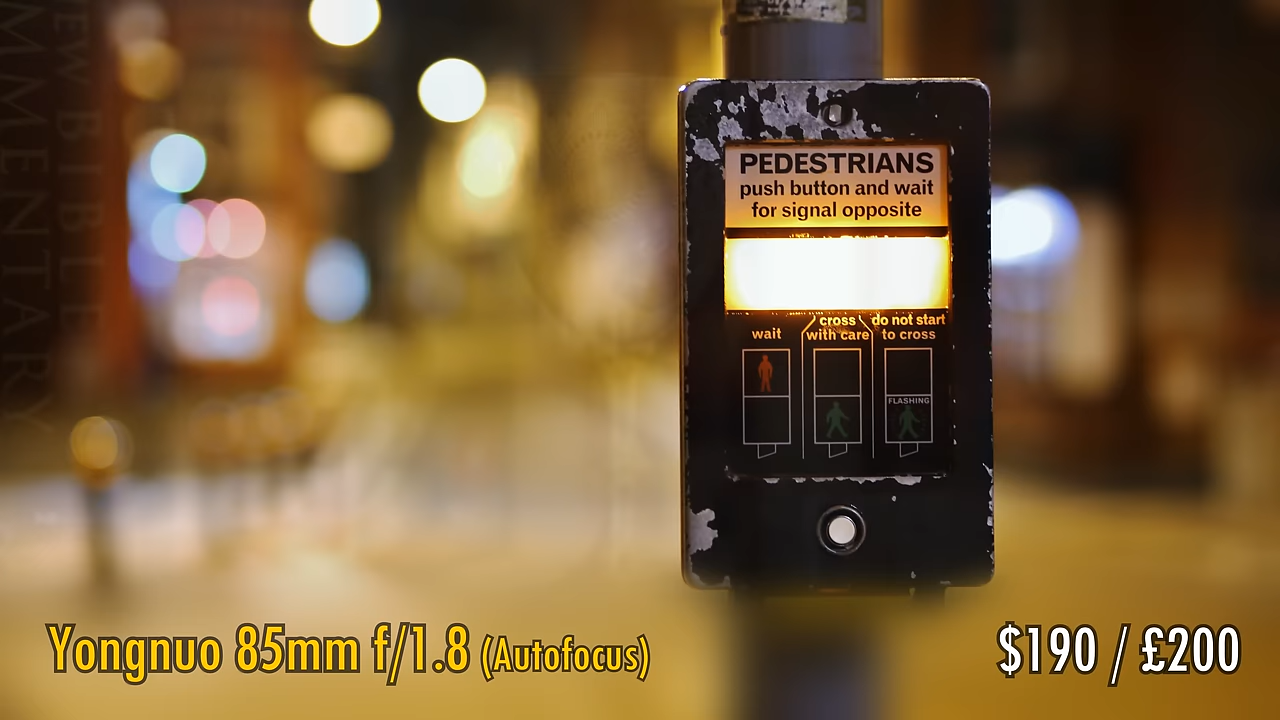 PEDESTRIANS
push button and wait
for signal opposite
wait
cross
with care
do not start
to cross
FLASHING
Yongnuo 85mm f/1.8 (Autofocus)
$190 / £200